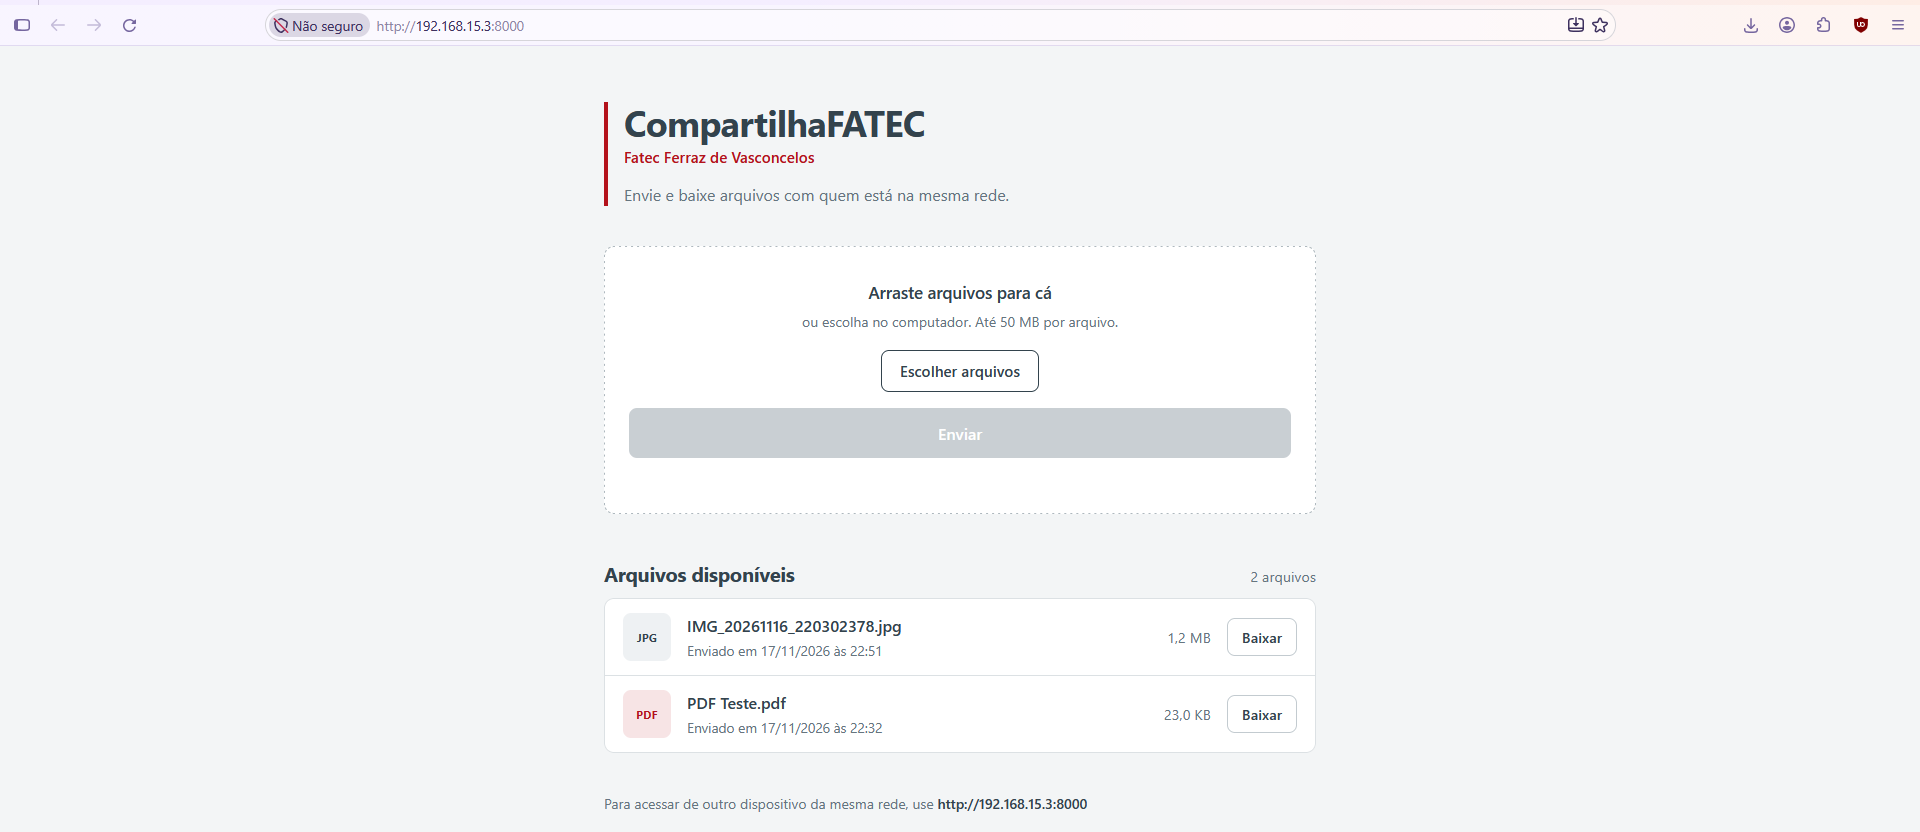 Não seguro http://192.168.15.3:8000
CompartilhaFATEC
Fatec Ferraz de Vasconcelos
Envie e baixe arquivos com quem está na mesma rede.
Arraste arquivos para cá
ou escolha no computador. Até 50 MB por arquivo.
Escolher arquivos
Enviar
Arquivos disponíveis 2 arquivos
JPG
IMG_20261116_220302378.jpg
Enviado em 17/11/2026 às 22:51
1,2 MB
Baixar
PDF
PDF Teste.pdf
Enviado em 17/11/2026 às 22:32
23,0 KB
Baixar
Para acessar de outro dispositivo da mesma rede, use http://192.168.15.3:8000